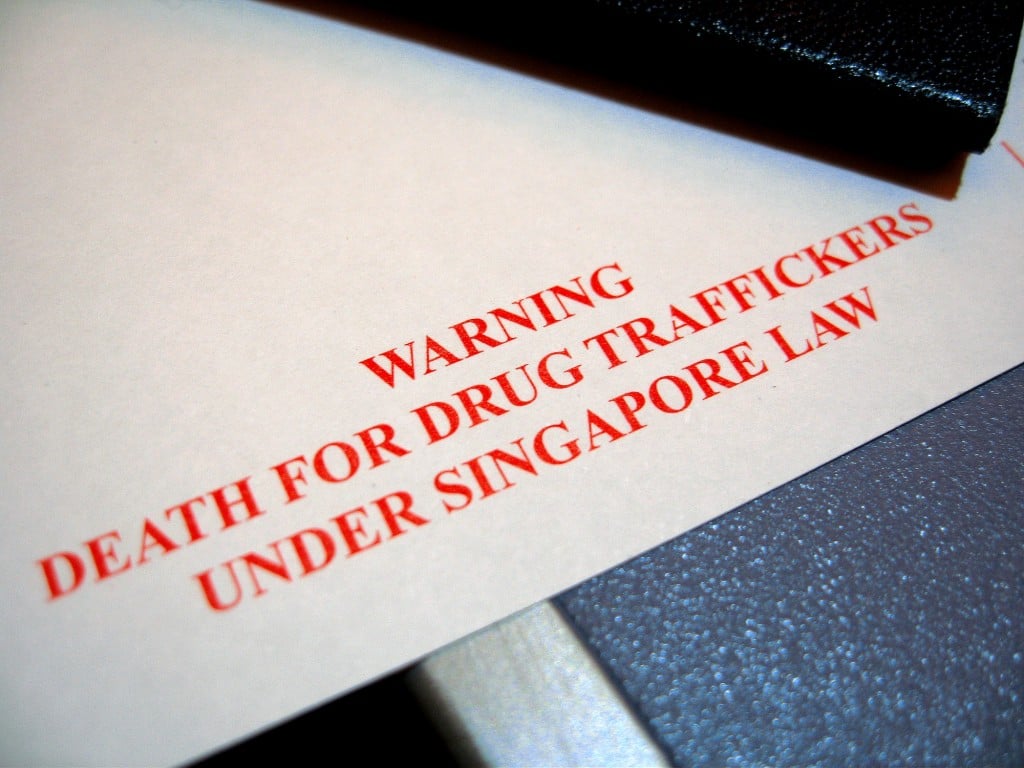 WARNING
DEATH FOR DRUG TRAFFICKERS
UNDER SINGAPORE LAW